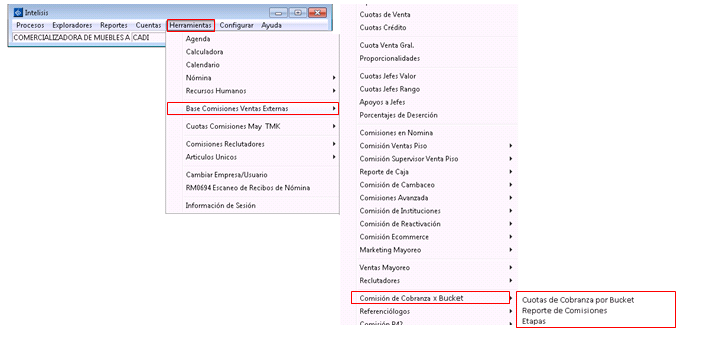 Intelisis
Procesos Exploradores Reportes Cuentas Herramientas Configurar Ayuda
COMERCIALIZADORA DE MUEBLES A CADI
Agenda
Calculadora
Calendario
Nómina
Recursos Humanos
Base Comisiones Ventas Externas
Cuotas Comisiones May TMK
Comisiones Reclutadores
Articulos Unicos
Cambiar Empresa/Usuario
RM0694 Escaneo de Recibos de Nómina
Información de Sesión
Cuotas de Venta
Cuotas Crédito
Cuota Venta Gral.
Proporcionalidades
Cuotas Jefes Valor
Cuotas Jefes Rango
Apoyos a Jefes
Porcentajes de Deserción
Comisiones en Nomina
Comisión Ventas Piso
Comisión Supervisor Venta Piso
Reporte de Caja
Comisión de Cambaceo
Comisiones Avanzada
Comisión de Instituciones
Comisión de Reactivación
Comisión Ecommerce
Marketing Mayoreo
Ventas Mayoreo
Reclutadores
Comisión de Cobranza x Bucket
Referenciólogos
Comisión R42
Cuotas de Cobranza por Bucket
Reporte de Comisiones
Etapas